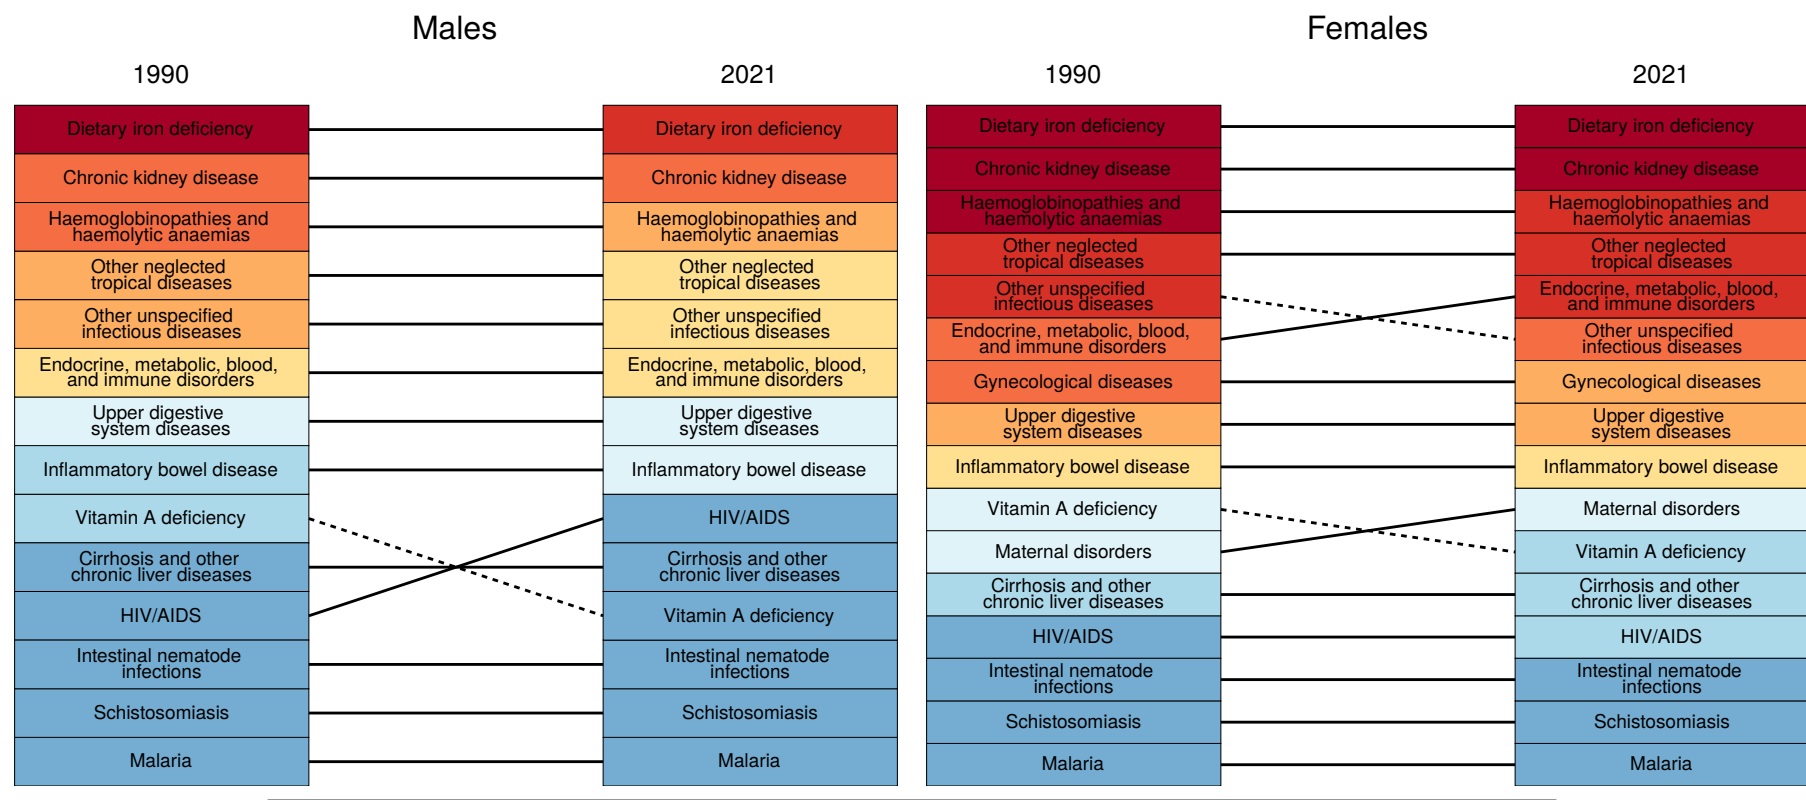 Males
1990
2021
Dietary iron deficiency
Chronic kidney disease
Haemoglobinopathies and
haemolytic anaemias
Other neglected
tropical diseases
Other unspecified
infectious diseases
Endocrine, metabolic, blood,
and immune disorders
Upper digestive
system diseases
Inflammatory bowel disease
Vitamin A deficiency
Cirrhosis and other
chronic liver diseases
HIV/AIDS
Intestinal nematode
infections
Schistosomiasis
Malaria
Dietary iron deficiency
Chronic kidney disease
Haemoglobinopathies and
haemolytic anaemias
Other neglected
tropical diseases
Other unspecified
infectious diseases
Endocrine, metabolic, blood,
and immune disorders
Upper digestive
system diseases
Inflammatory bowel disease
HIV/AIDS
Cirrhosis and other
chronic liver diseases
Vitamin A deficiency
Intestinal nematode
infections
Schistosomiasis
Malaria
Females
1990
2021
Dietary iron deficiency
Chronic kidney disease
Haemoglobinopathies and
haemolytic anaemias
Other neglected
tropical diseases
Other unspecified
infectious diseases
Endocrine, metabolic, blood,
and immune disorders
Gynecological diseases
Upper digestive
system diseases
Inflammatory bowel disease
Vitamin A deficiency
Maternal disorders
Cirrhosis and other
chronic liver diseases
HIV/AIDS
Intestinal nematode
infections
Schistosomiasis
Malaria
Dietary iron deficiency
Chronic kidney disease
Haemoglobinopathies and
haemolytic anaemias
Other neglected
tropical diseases
Endocrine, metabolic, blood,
and immune disorders
Other unspecified
infectious diseases
Gynecological diseases
Upper digestive
system diseases
Inflammatory bowel disease
Maternal disorders
Vitamin A deficiency
Cirrhosis and other
chronic liver diseases
HIV/AIDS
Intestinal nematode
infections
Schistosomiasis
Malaria